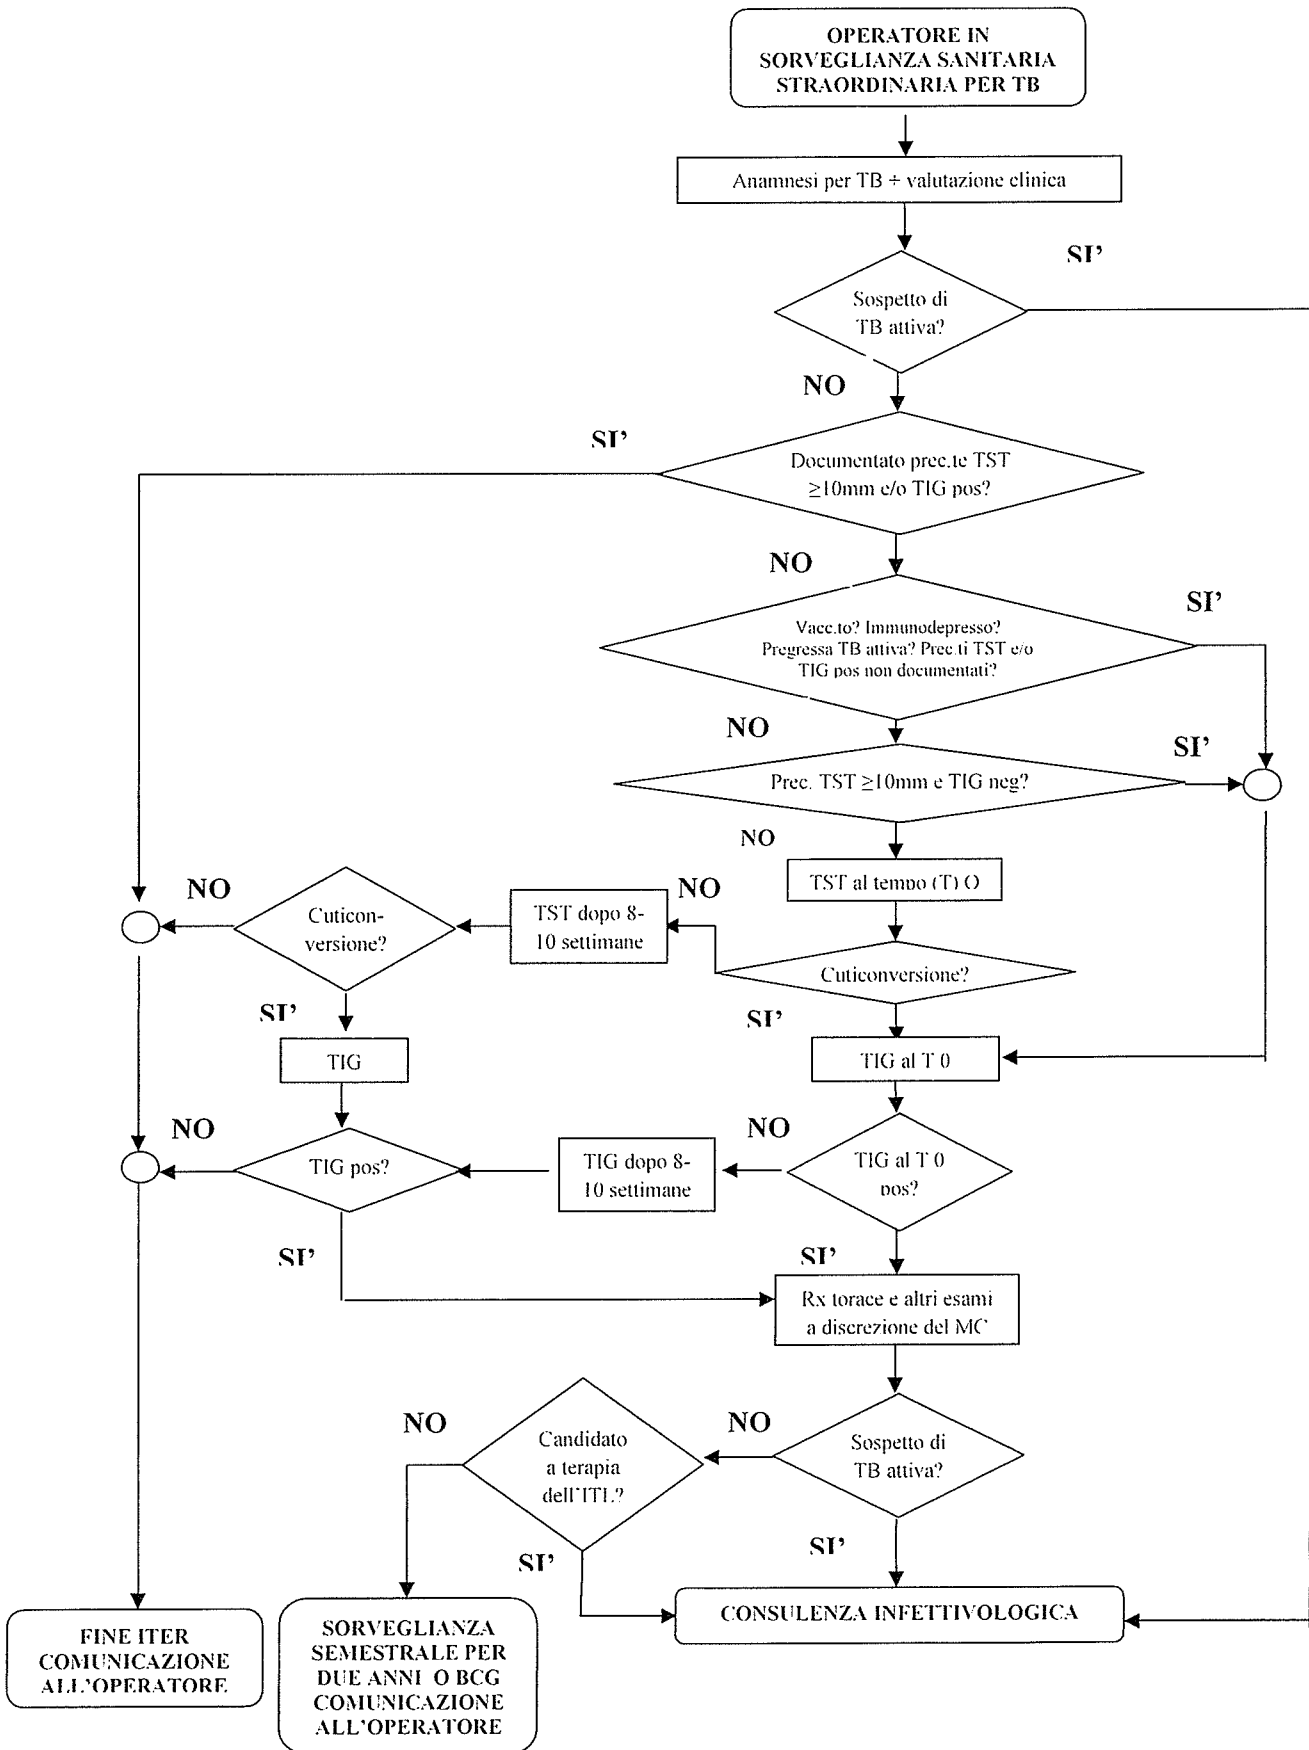 OPERATORE IN
SORVEGLIANZA SANITARIA
STRAORDINARIA PER TB
Anamnesi per TB + valutazione clinica
SI'
Sospetto di
TB attiva?
NO
SI'
Documentato prec.te TST
≥10mm e/o TIG pos?
NO
SI'
Vacc.to? Immunodepresso?
Pregressa TB attiva? Prec.ti TST e/o
TIG pos non documentati?
NO
SI'
Prec. TST ≥10mm e TIG neg?
NO
TST al tempo (T) O
NO
Cuticon-
versione?
TST dopo 8-
10 settimane
NO
Cuticonversione?
SI'
SI'
TIG
TIG al T 0
NO
TIG pos?
TIG dopo 8-
10 settimane
NO
TIG al T 0
pos?
SI'
SI'
Rx torace e altri esami
a discrezione del MC
NO
Candidato
a terapia
dell'ITL?
NO
Sospetto di
TB attiva?
SI'
SI'
FINE ITER
COMUNICAZIONE
ALL'OPERATORE
SORVEGLIANZA
SEMESTRALE PER
DUE ANNI O BCG
COMUNICAZIONE
ALL'OPERATORE
CONSULENZA INFETTIVOLOGICA